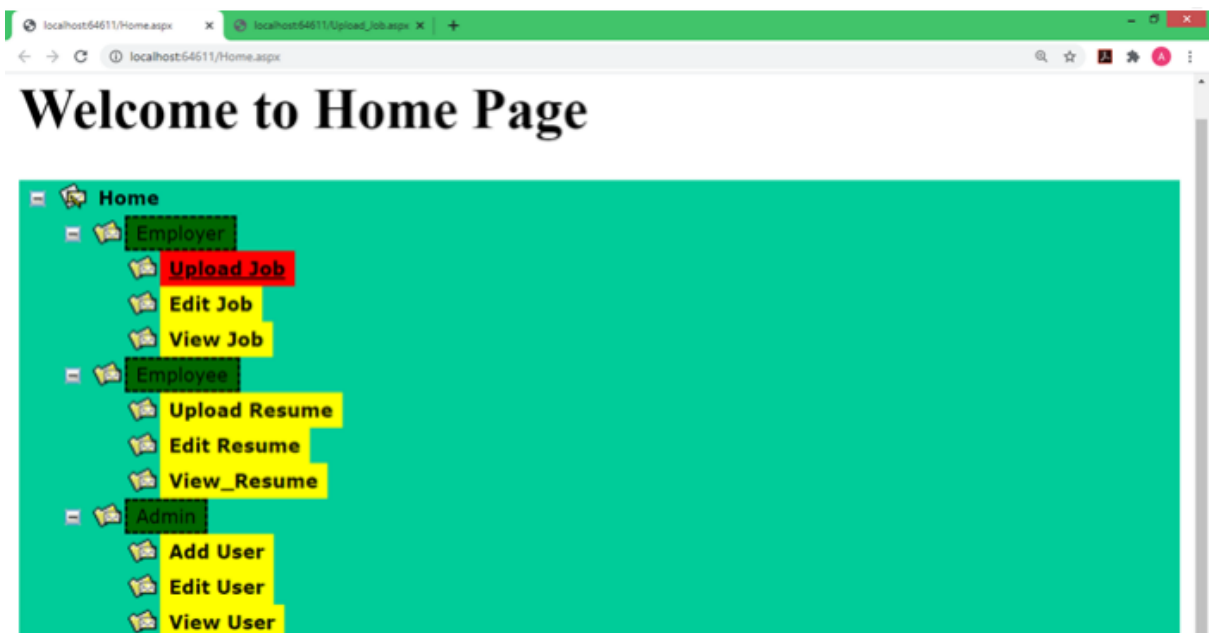 localhost:64611/Home.aspx
localhost:64611/Upload_Job.aspx
localhost:64611/Home.aspx
A
Welcome to Home Page
Home
Employer
Upload Job
Edit Job
View Job
Employee
Upload Resume
Edit Resume
View_Resume
Admin
Add User
Edit User
View User